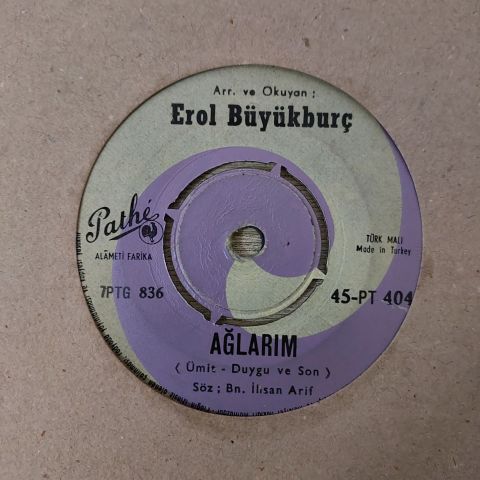 Arr. ve Okuyan :
Erol Büyükburç
Pathé
ALÂMETİ FARİKA
TÜRK MALI
Made in Turkey
7PTG 836
45-PT 404
AĞLARIM
( Ümit - Duygu ve Son )
Söz ; Bn. İlısan Arif